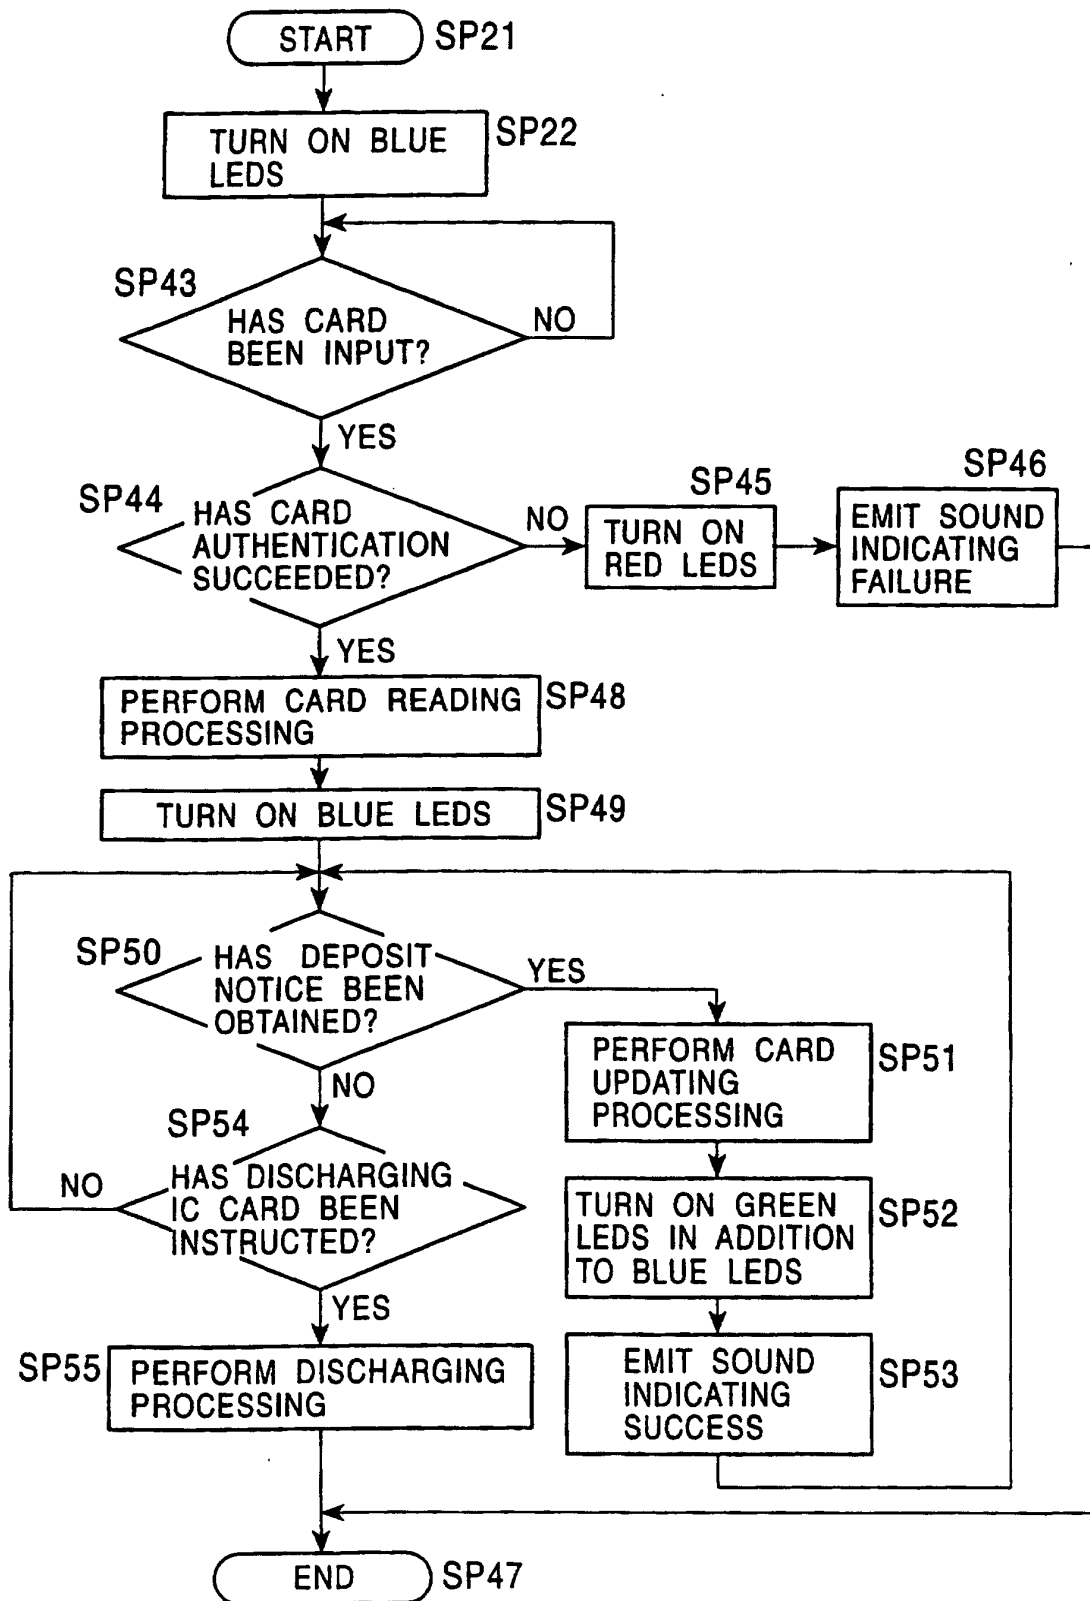 START SP21
TURN ON BLUE
LEDS
SP22
SP43
HAS CARD
BEEN INPUT?
NO
YES
SP44
HAS CARD
AUTHENTICATION
SUCCEEDED?
NO
SP45
TURN ON
RED LEDS
SP46
EMIT SOUND
INDICATING
FAILURE
YES
PERFORM CARD READING
PROCESSING
SP48
TURN ON BLUE LEDS SP49
SP50
HAS DEPOSIT
NOTICE BEEN
OBTAINED?
YES
PERFORM CARD
UPDATING
PROCESSING
SP51
TURN ON GREEN
LEDS IN ADDITION
TO BLUE LEDS
SP52
EMIT SOUND
INDICATING
SUCCESS
SP53
NO
SP54
HAS DISCHARGING
IC CARD BEEN
INSTRUCTED?
NO
YES
SP55
PERFORM DISCHARGING
PROCESSING
END SP47